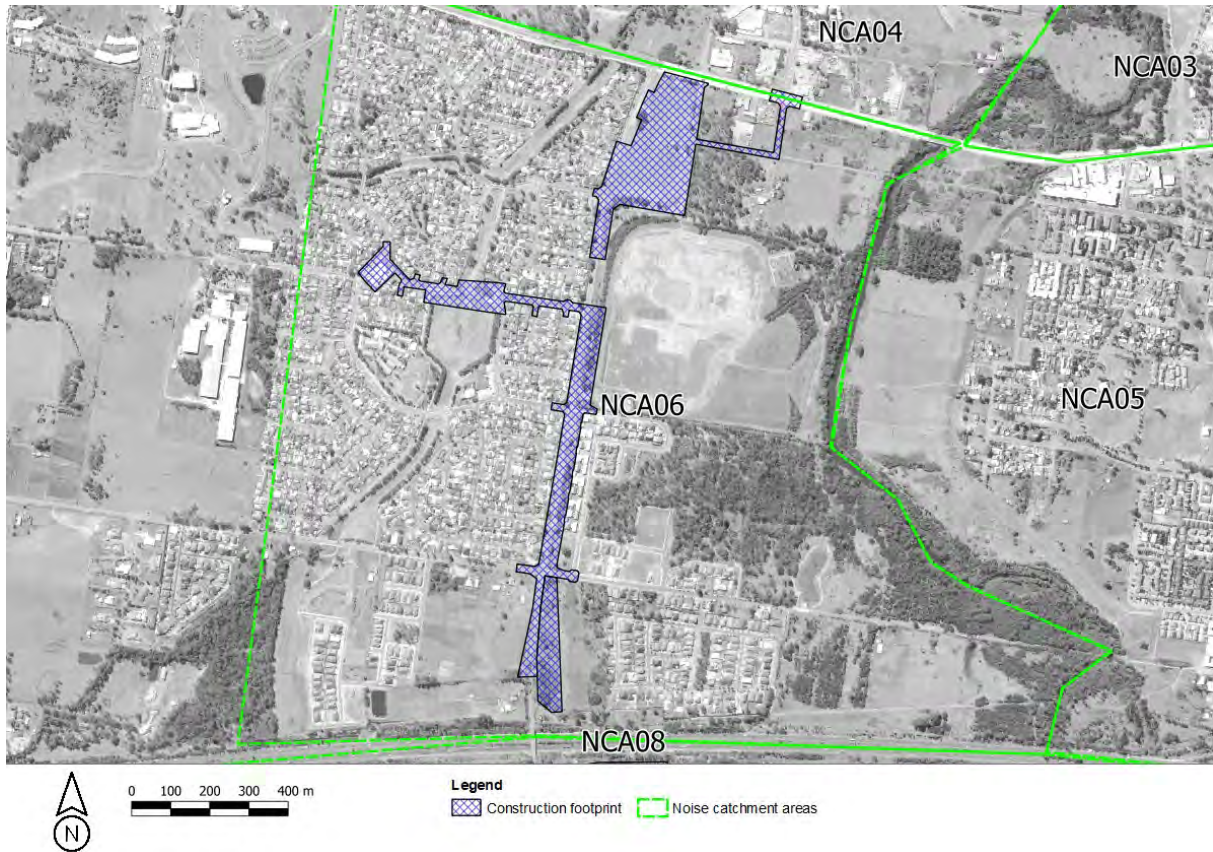 NCA04
NCA03
NCA06
NCA05
NCA08
0 100 200 300 400 m
N
Legend
Construction footprint
Noise catchment areas